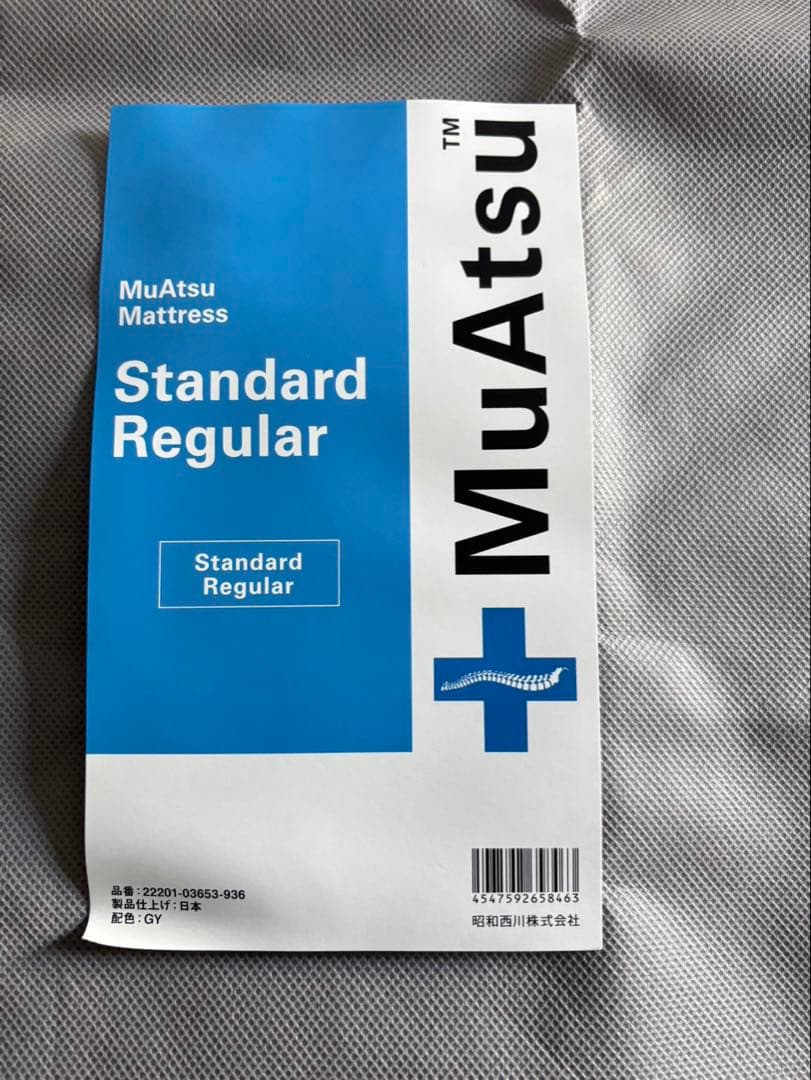 MuAtsu
Mattress
Standard
Regular
Standard
Regular
MuAtsu™
品番：22201-03653-936
製品仕上げ：日本
配色：GY
4547592658463
昭和西川株式会社